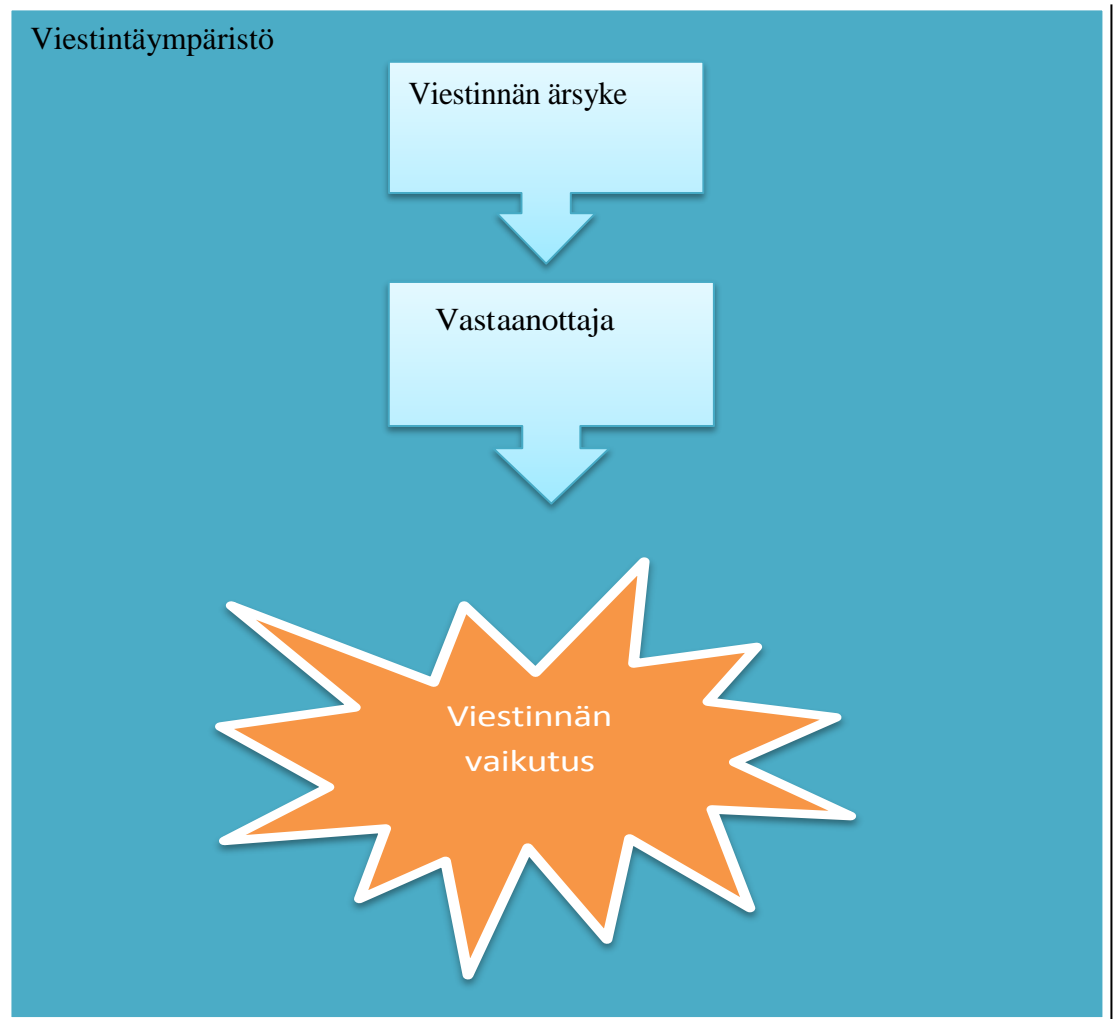 Viestintäympäristö
Viestinnän ärsyke
Vastaanottaja
Viestinnän
vaikutus